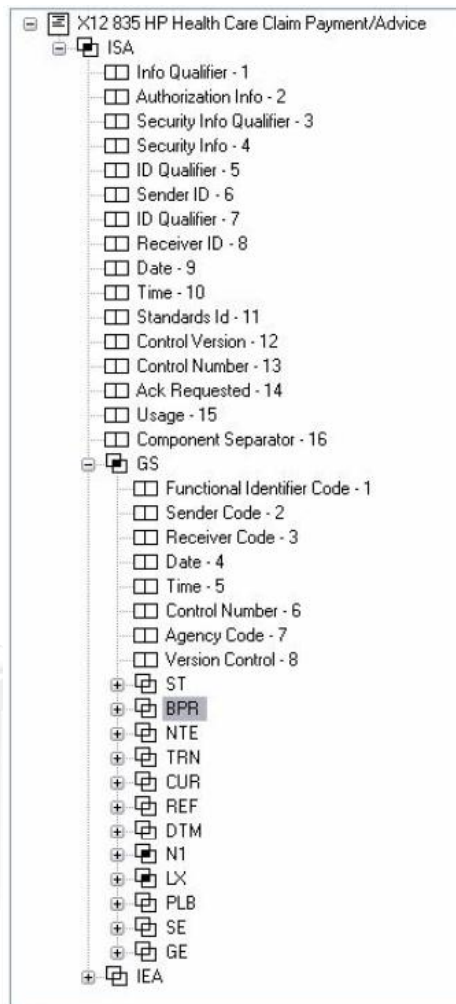 X12 835 HP Health Care Claim Payment/Advice
ISA
Info Qualifier - 1
Authorization Info - 2
Security Info Qualifier - 3
Security Info - 4
ID Qualifier - 5
Sender ID - 6
ID Qualifier - 7
Receiver ID - 8
Date - 9
Time - 10
Standards Id - 11
Control Version - 12
Control Number - 13
Ack Requested - 14
Usage - 15
Component Separator - 16
GS
Functional Identifier Code - 1
Sender Code - 2
Receiver Code - 3
Date - 4
Time - 5
Control Number - 6
Agency Code - 7
Version Control - 8
ST
BPR
NTE
TRN
CUR
REF
DTM
N1
LX
PLB
SE
GE
IEA